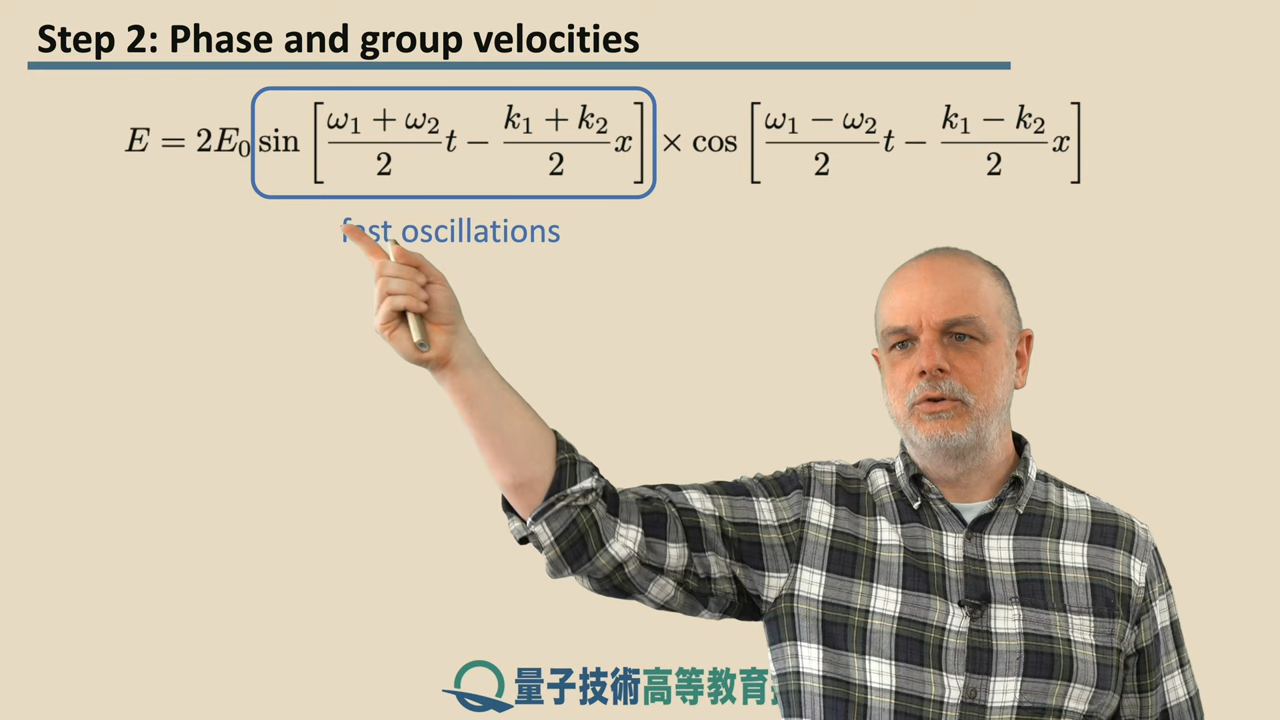 Step 2: Phase and group velocities
E = 2E₀ sin [ (ω₁ + ω₂)/2 t − (k₁ + k₂)/2 x ] × cos [ (ω₁ − ω₂)/2 t − (k₁ − k₂)/2 x ]
fast oscillations
量子技術高等教育